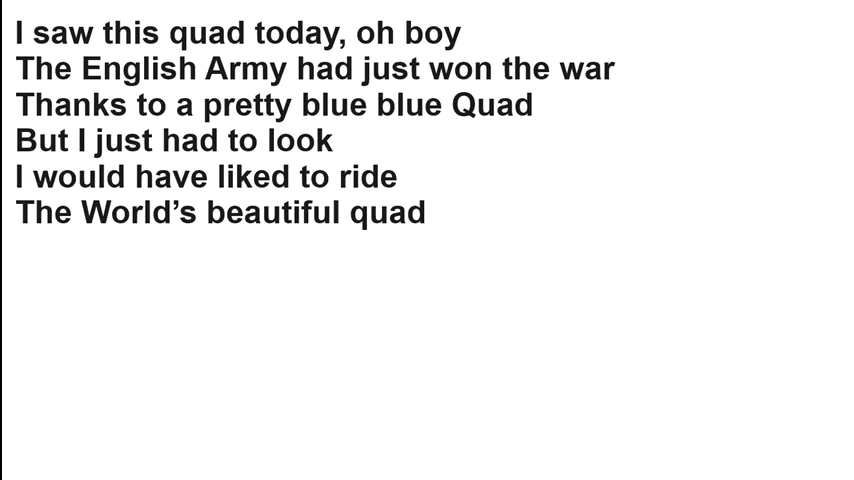 I saw this quad today, oh boy
The English Army had just won the war
Thanks to a pretty blue blue Quad
But I just had to look
I would have liked to ride
The World’s beautiful quad